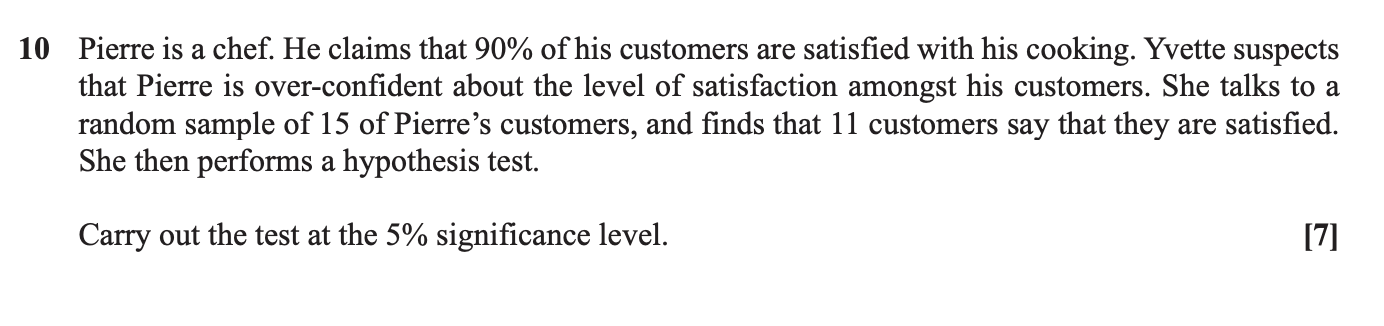 10 Pierre is a chef. He claims that 90% of his customers are satisfied with his cooking. Yvette suspects
that Pierre is over-confident about the level of satisfaction amongst his customers. She talks to a
random sample of 15 of Pierre’s customers, and finds that 11 customers say that they are satisfied.
She then performs a hypothesis test.
Carry out the test at the 5% significance level. [7]